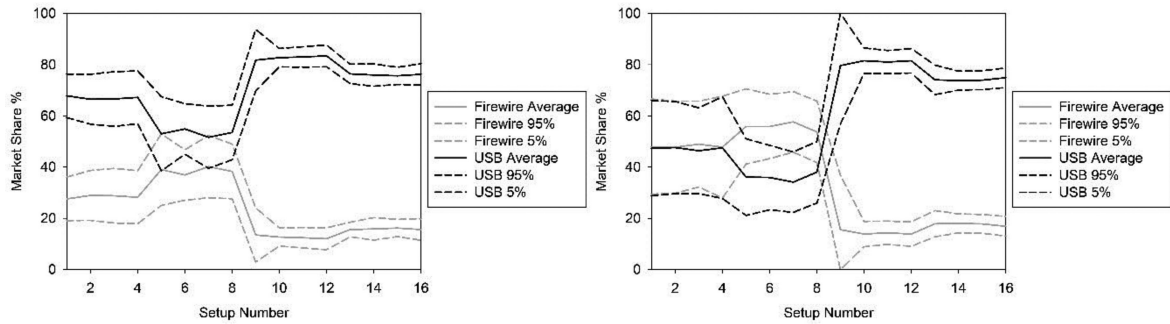 100
80
60
40
20
0
Market Share %
2 4 6 8 10 12 14 16
Setup Number
Firewire Average
Firewire 95%
Firewire 5%
USB Average
USB 95%
USB 5%
100
80
60
40
20
0
Market Share %
2 4 6 8 10 12 14 16
Setup Number
Firewire Average
Firewire 95%
Firewire 5%
USB Average
USB 95%
USB 5%